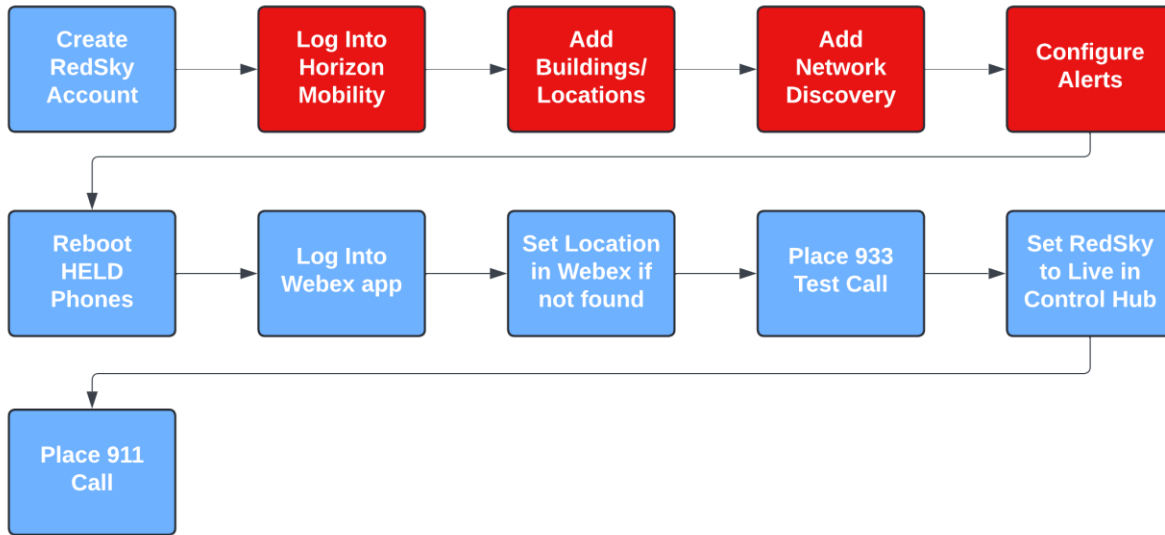 Create
RedSky
Account
Log Into
Horizon
Mobility
Add
Buildings/
Locations
Add
Network
Discovery
Configure
Alerts
Reboot
HELD
Phones
Log Into
Webex app
Set Location
in Webex if
not found
Place 933
Test Call
Set RedSky
to Live in
Control Hub
Place 911
Call